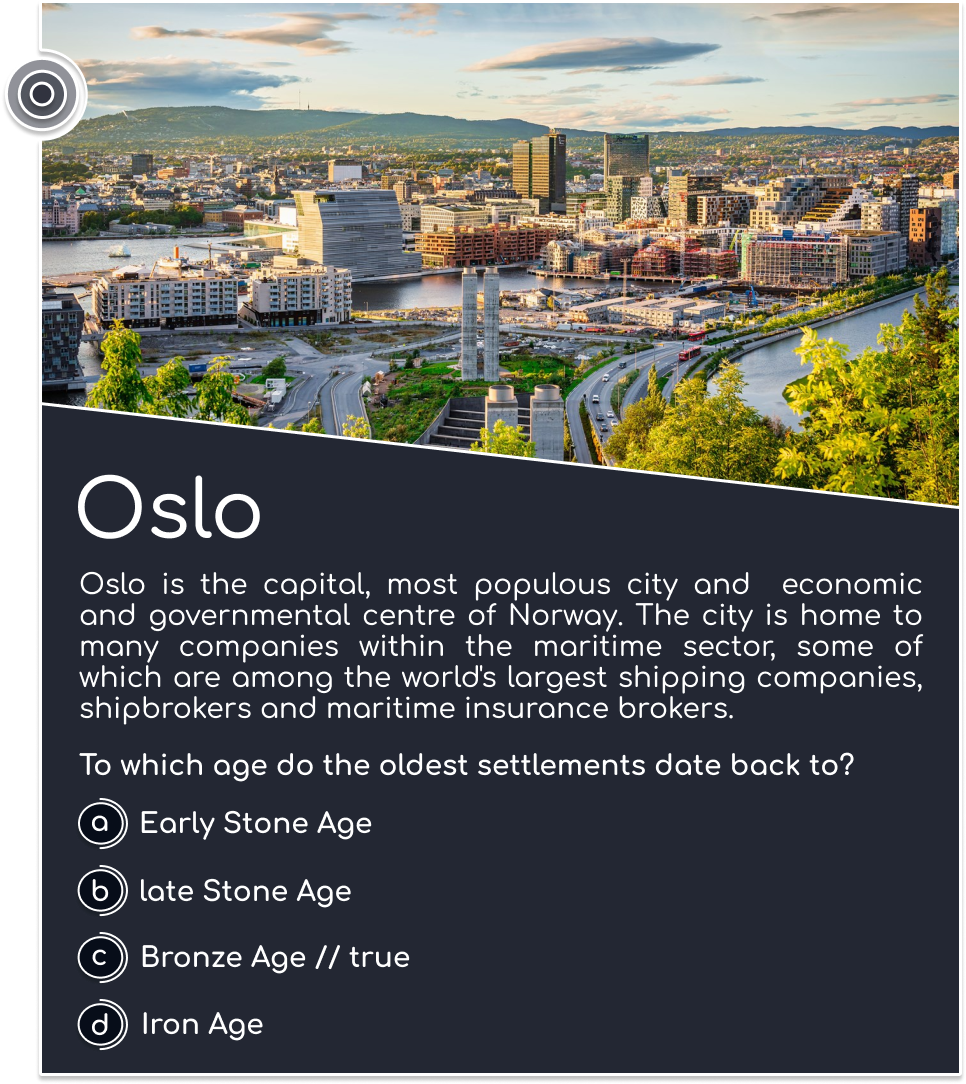 Oslo
Oslo is the capital, most populous city and economic
and governmental centre of Norway. The city is home to
many companies within the maritime sector, some of
which are among the world's largest shipping companies,
shipbrokers and maritime insurance brokers.
To which age do the oldest settlements date back to?
a Early Stone Age
b late Stone Age
c Bronze Age // true
d Iron Age